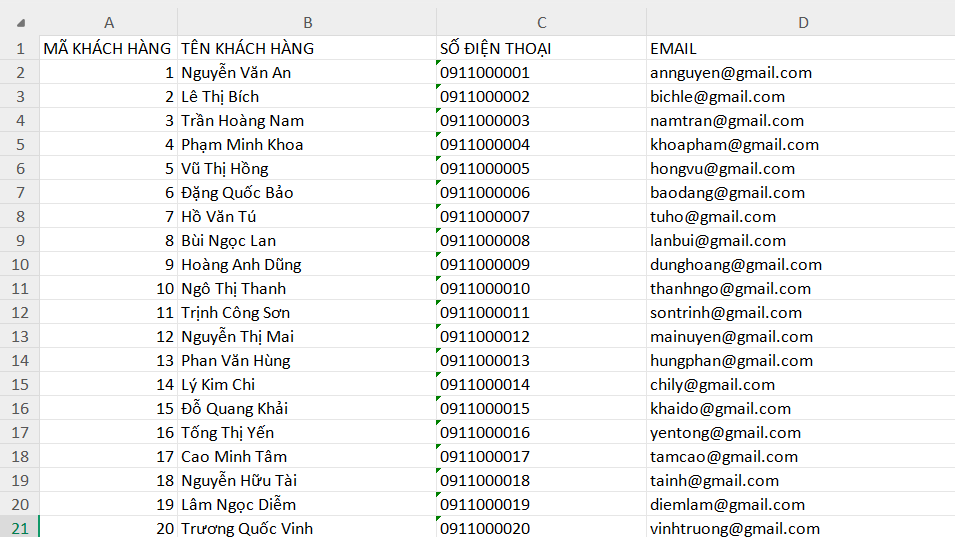 A B C D
1 MÃ KHÁCH HÀNG TÊN KHÁCH HÀNG SỐ ĐIỆN THOẠI EMAIL
2 1 Nguyễn Văn An 0911000001 annguyen@gmail.com
3 2 Lê Thị Bích 0911000002 bichle@gmail.com
4 3 Trần Hoàng Nam 0911000003 namtran@gmail.com
5 4 Phạm Minh Khoa 0911000004 khoapham@gmail.com
6 5 Vũ Thị Hồng 0911000005 hongvu@gmail.com
7 6 Đặng Quốc Bảo 0911000006 baodang@gmail.com
8 7 Hồ Văn Tú 0911000007 tuho@gmail.com
9 8 Bùi Ngọc Lan 0911000008 lanbui@gmail.com
10 9 Hoàng Anh Dũng 0911000009 dunghoang@gmail.com
11 10 Ngô Thị Thanh 0911000010 thanhngo@gmail.com
12 11 Trịnh Công Sơn 0911000011 sontrinh@gmail.com
13 12 Nguyễn Thị Mai 0911000012 mainuyen@gmail.com
14 13 Phan Văn Hùng 0911000013 hungphan@gmail.com
15 14 Lý Kim Chi 0911000014 chily@gmail.com
16 15 Đỗ Quang Khải 0911000015 khaido@gmail.com
17 16 Tống Thị Yến 0911000016 yentong@gmail.com
18 17 Cao Minh Tâm 0911000017 tamcao@gmail.com
19 18 Nguyễn Hữu Tài 0911000018 tainh@gmail.com
20 19 Lâm Ngọc Diễm 0911000019 diemlam@gmail.com
21 20 Trương Quốc Vinh 0911000020 vinhtruong@gmail.com